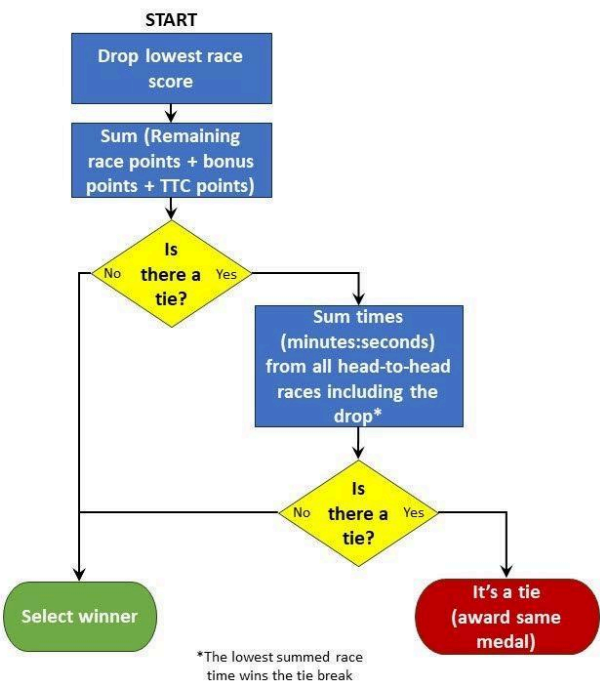 START
Drop lowest race
score
Sum (Remaining
race points + bonus
points + TTC points)
Is
No there a Yes
tie?
Sum times
(minutes:seconds)
from all head-to-head
races including the
drop*
Is
No there a Yes
tie?
Select winner
It's a tie
(award same
medal)
*The lowest summed race
time wins the tie break